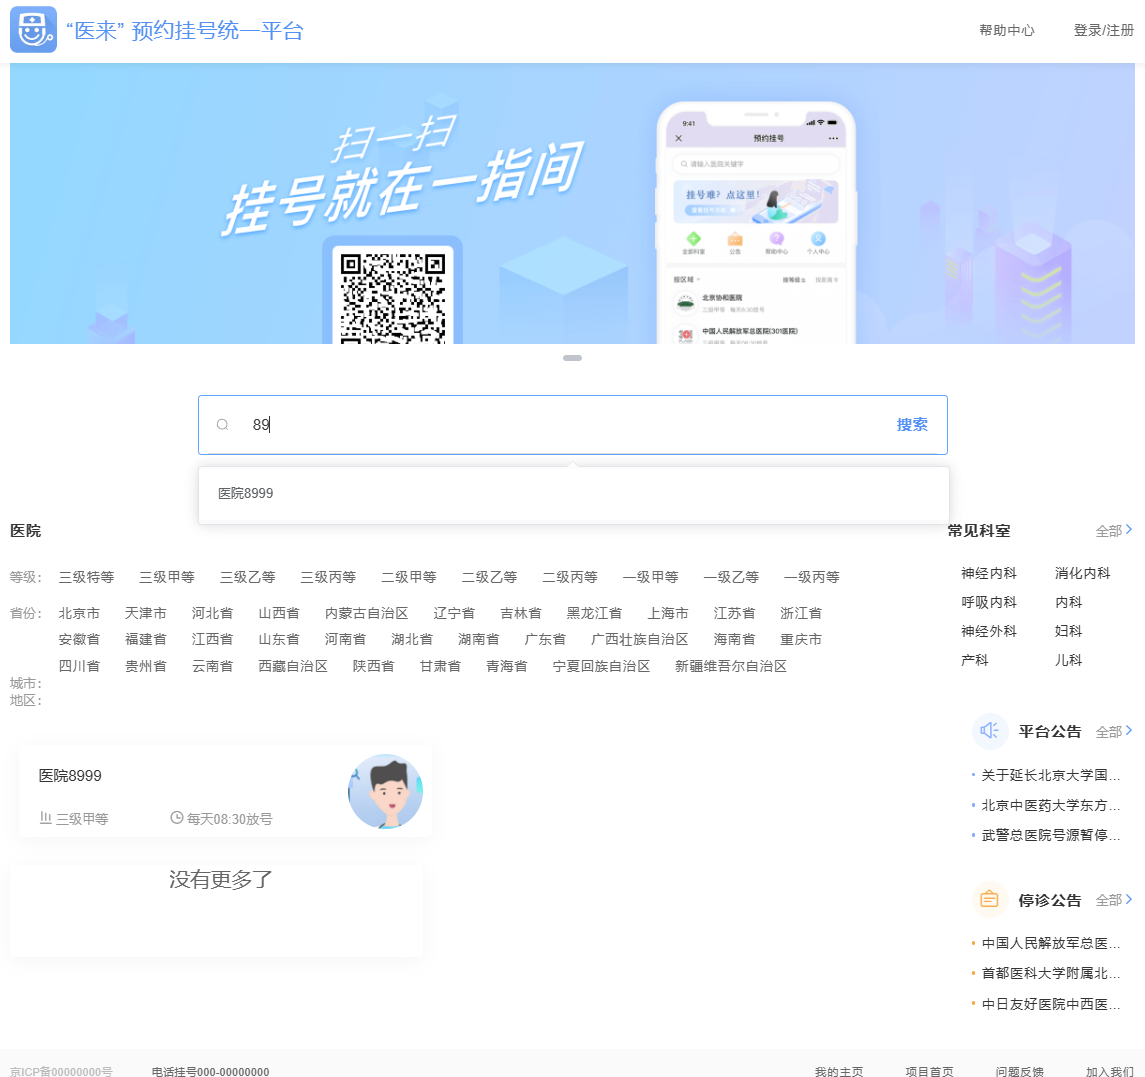 “医来” 预约挂号统一平台
帮助中心 登录/注册
扫一扫
挂号就在一指间
9:41
预约挂号
请输入医院关键字
挂号难？点这里！
全部科室 公告 帮助中心 个人中心
按区域
北京协和医院
三级甲等 每天8:30放号
中国人民解放军总医院(301医院)
89 搜索
医院8999
医院
等级： 三级特等 三级甲等 三级乙等 三级丙等 二级甲等 二级乙等 二级丙等 一级甲等 一级乙等 一级丙等
省份： 北京市 天津市 河北省 山西省 内蒙古自治区 辽宁省 吉林省 黑龙江省 上海市 江苏省 浙江省
安徽省 福建省 江西省 山东省 河南省 湖北省 湖南省 广东省 广西壮族自治区 海南省 重庆市
四川省 贵州省 云南省 西藏自治区 陕西省 甘肃省 青海省 宁夏回族自治区 新疆维吾尔自治区
城市：
地区：
医院8999
三级甲等 每天08:30放号
没有更多了
常见科室 全部
神经内科 消化内科
呼吸内科 内科
神经外科 妇科
产科 儿科
平台公告 全部
关于延长北京大学国...
北京中医药大学东方...
武警总医院号源暂停...
停诊公告 全部
中国人民解放军总医...
首都医科大学附属北...
中日友好医院中西医...
京ICP备00000000号 电话挂号000-00000000
我的主页 项目首页 问题反馈 加入我们